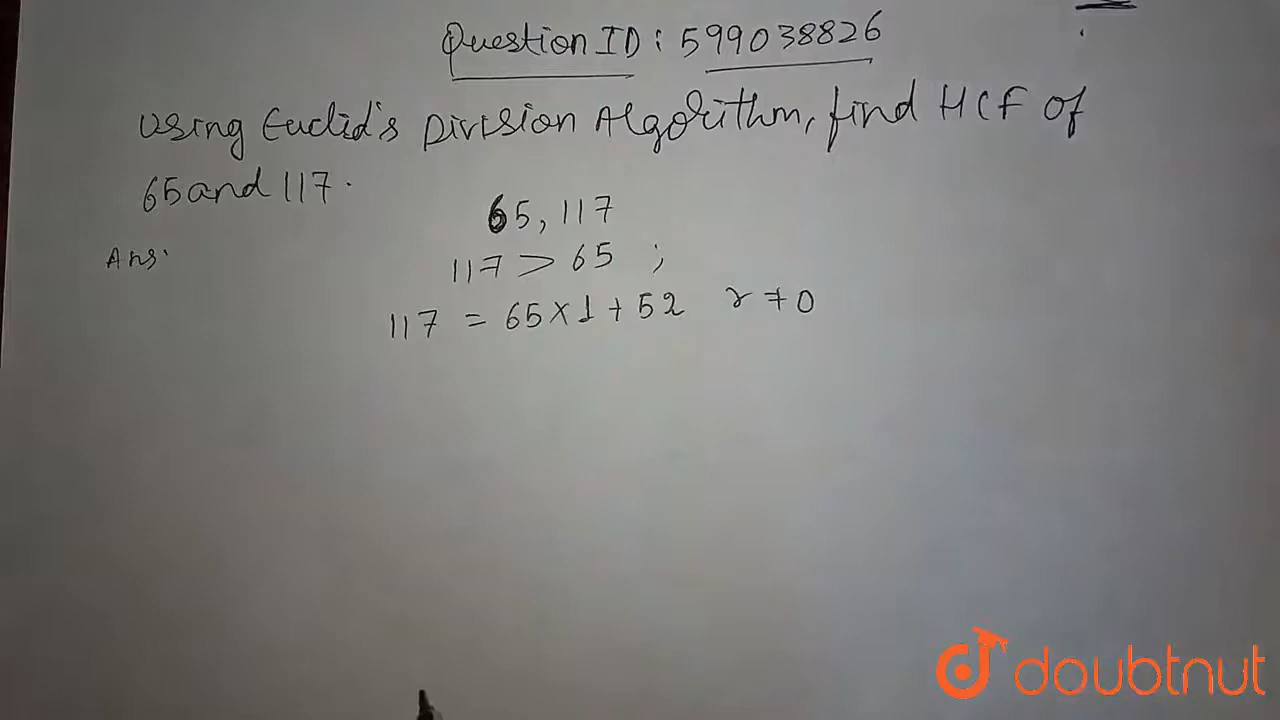 Question ID: 599038826
Using Euclid's Division Algorithm, find HCF of
65 and 117.
65, 117
Ans:
117 > 65 ;
117 = 65 × 1 + 52 r ≠ 0
doubtnut